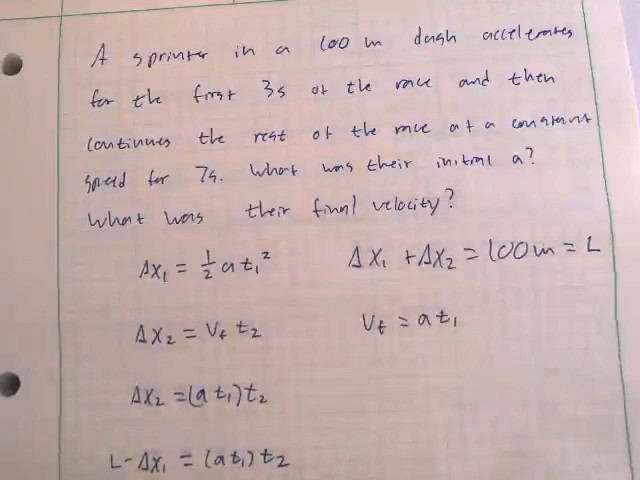 A sprinter in a 100 m dash accelerates
for the first 3s of the race and then
continues the rest of the race at a constant
speed for 7s. What was their initial a?
What was their final velocity?
Δx₁ = ½ a t₁²
Δx₁ + Δx₂ = 100m = L
Δx₂ = V_f t₂
V_f = a t₁
Δx₂ = (a t₁) t₂
L - Δx₁ = (a t₁) t₂